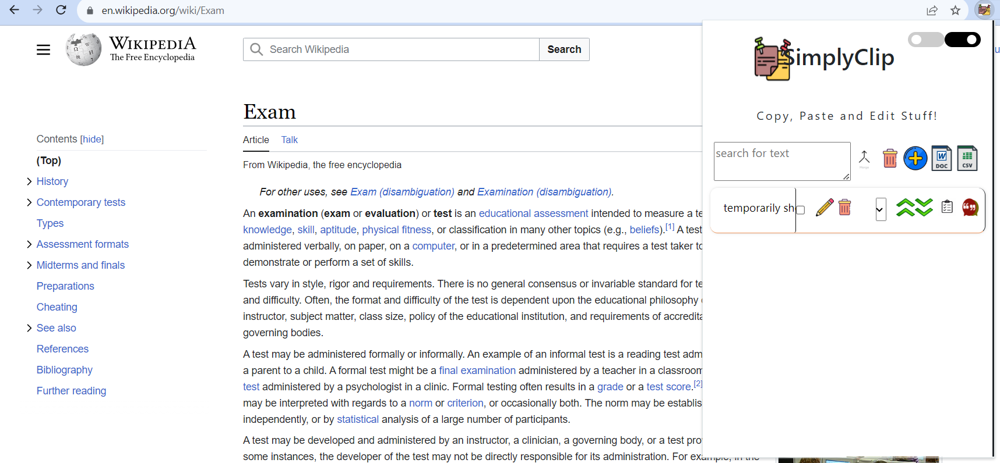 en.wikipedia.org/wiki/Exam
WIKIPEDIA
The Free Encyclopedia
Search Wikipedia
Search
Exam
Article
Talk
From Wikipedia, the free encyclopedia
For other uses, see Exam (disambiguation) and Examination (disambiguation).
An examination (exam or evaluation) or test is an educational assessment intended to measure a te
knowledge, skill, aptitude, physical fitness, or classification in many other topics (e.g., beliefs).[1] A test
administered verbally, on paper, on a computer, or in a predetermined area that requires a test taker to
demonstrate or perform a set of skills.
Tests vary in style, rigor and requirements. There is no general consensus or invariable standard for te
and difficulty. Often, the format and difficulty of the test is dependent upon the educational philosophy
instructor, subject matter, class size, policy of the educational institution, and requirements of accredita
governing bodies.
A test may be administered formally or informally. An example of an informal test is a reading test adm
a parent to a child. A formal test might be a final examination administered by a teacher in a classroom
test administered by a psychologist in a clinic. Formal testing often results in a grade or a test score.[2]
may be interpreted with regards to a norm or criterion, or occasionally both. The norm may be establis
independently, or by statistical analysis of a large number of participants.
A test may be developed and administered by an instructor, a clinician, a governing body, or a test pro
some instances, the developer of the test may not be directly responsible for its administration. For example, in the
Contents [hide]
(Top)
History
Contemporary tests
Types
Assessment formats
Midterms and finals
Preparations
Cheating
See also
References
Bibliography
Further reading
SimplyClip
Copy, Paste and Edit Stuff!
search for text
Merge
W
DOC
CSV
temporarily sh